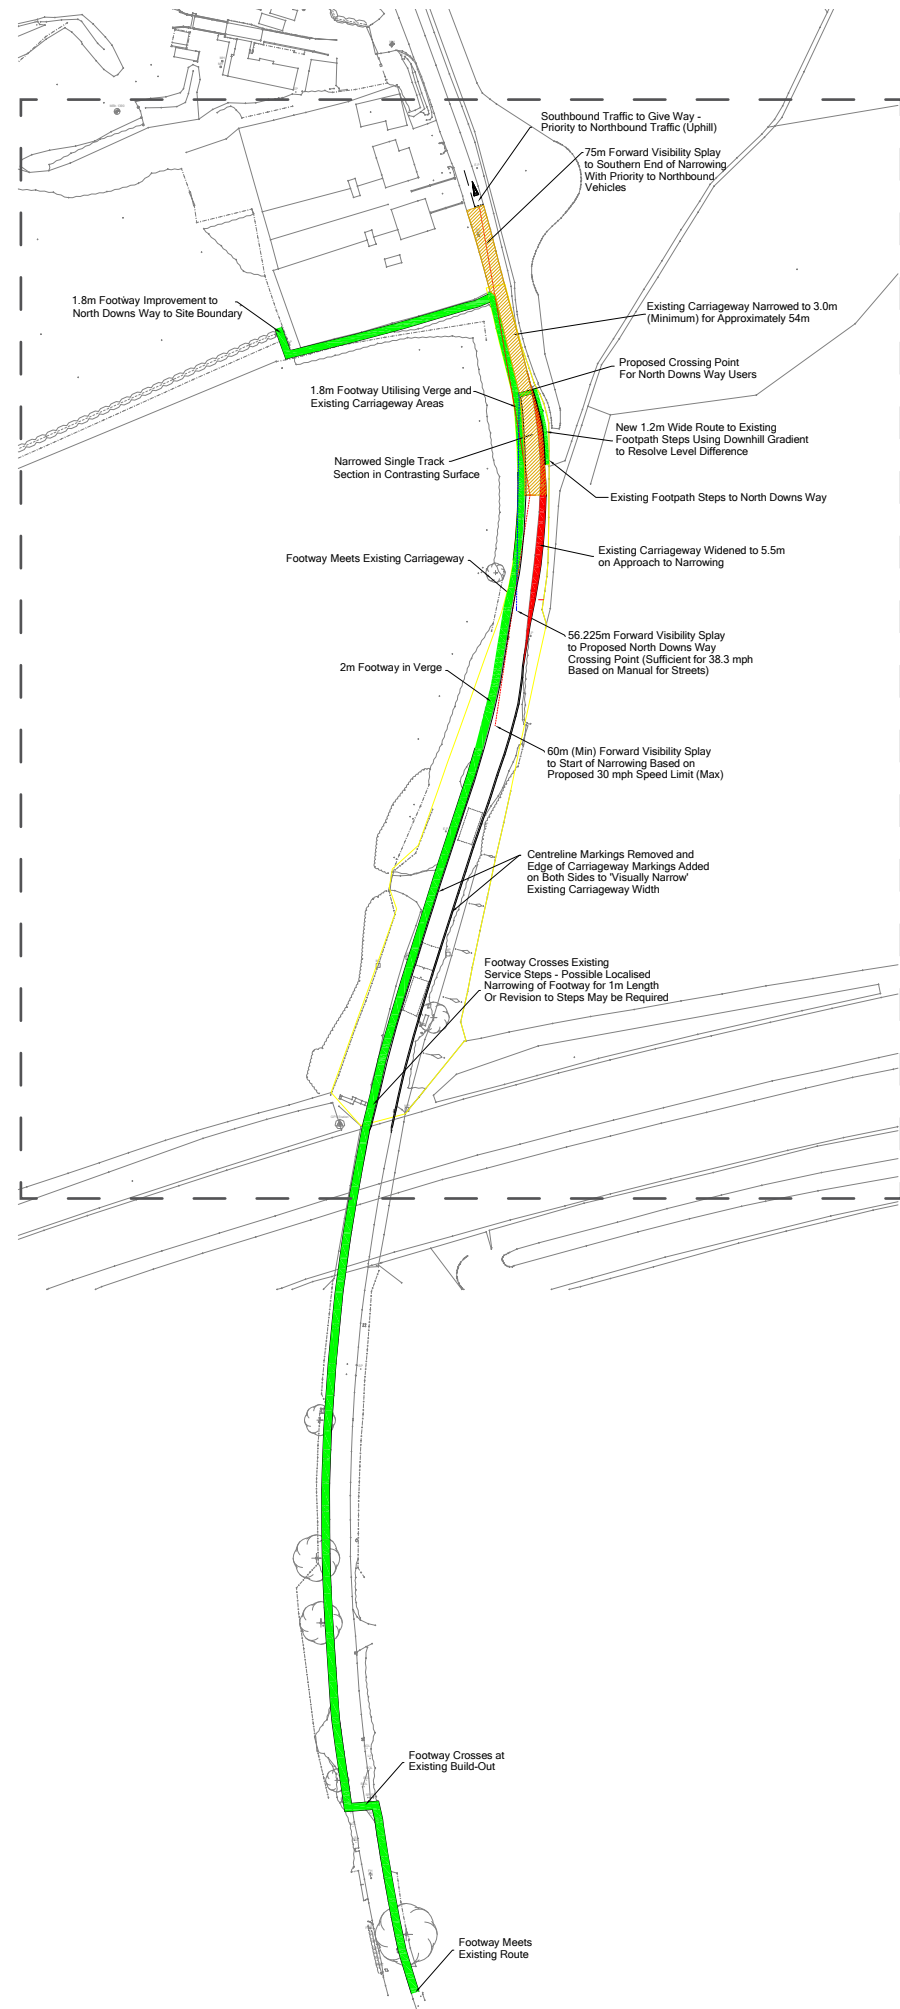 Southbound Traffic to Give Way -
Priority to Northbound Traffic (Uphill)
75m Forward Visibility Splay
to Southern End of Narrowing
With Priority to Northbound
Vehicles
1.8m Footway Improvement to
North Downs Way to Site Boundary
Existing Carriageway Narrowed to 3.0m
(Minimum) for Approximately 54m
Proposed Crossing Point
For North Downs Way Users
1.8m Footway Utilising Verge and
Existing Carriageway Areas
New 1.2m Wide Route to Existing
Footpath Steps Using Downhill Gradient
to Resolve Level Difference
Narrowed Single Track
Section in Contrasting Surface
Existing Footpath Steps to North Downs Way
Footway Meets Existing Carriageway
Existing Carriageway Widened to 5.5m
on Approach to Narrowing
56.225m Forward Visibility Splay
to Proposed North Downs Way
Crossing Point (Sufficient for 38.3 mph
Based on Manual for Streets)
2m Footway in Verge
60m (Min) Forward Visibility Splay
to Start of Narrowing Based on
Proposed 30 mph Speed Limit (Max)
Centreline Markings Removed and
Edge of Carriageway Markings Added
on Both Sides to 'Visually Narrow'
Existing Carriageway Width
Footway Crosses Existing
Service Steps - Possible Localised
Narrowing of Footway for 1m Length
Or Revision to Steps May be Required
Footway Crosses at
Existing Build-Out
Footway Meets
Existing Route